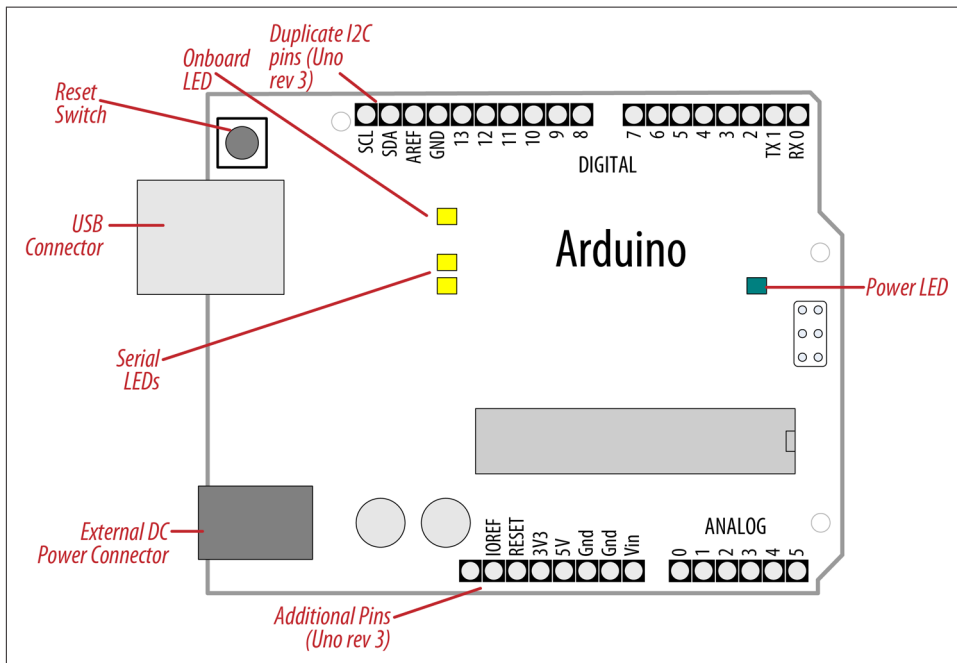 Duplicate I2C
pins (Uno
rev 3)
Onboard
LED
Reset
Switch
SCL
SDA
AREF
GND
13
12
11
10
9
8
7
6
5
4
3
2
TX 1
RX 0
DIGITAL
USB
Connector
Arduino
Power LED
Serial
LEDs
External DC
Power Connector
ANALOG
IOREF
RESET
3V3
5V
Gnd
Gnd
Vin
0
1
2
3
4
5
Additional Pins
(Uno rev 3)